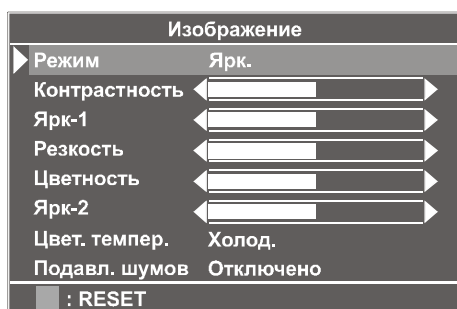 Изображение
Режим Ярк.
Контрастность
Ярк-1
Резкость
Цветность
Ярк-2
Цвет. темпер. Холод.
Подавл. шумов Отключено
: RESET